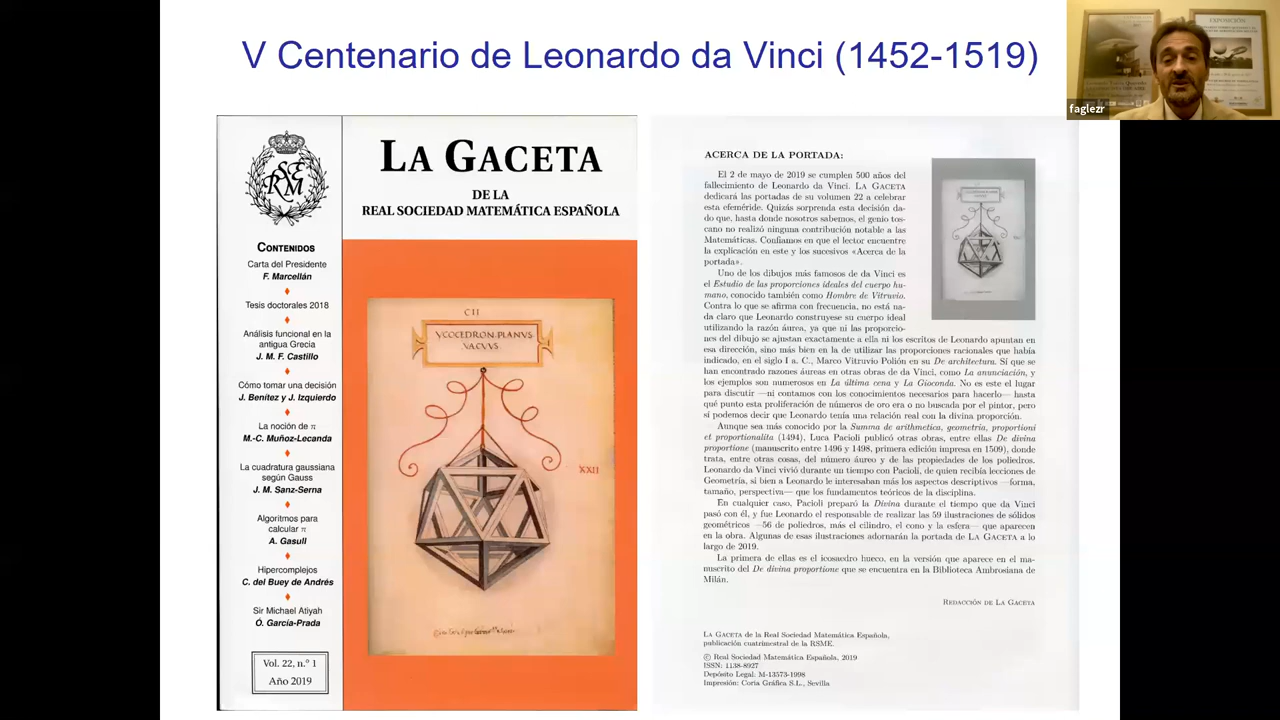 V Centenario de Leonardo da Vinci (1452-1519)
faglezr
EXPOSICIÓN
LA GACETA
DE LA
REAL SOCIEDAD MATEMÁTICA ESPAÑOLA
CONTENIDOS
Carta del Presidente
F. Marcellán
Tesis doctorales 2018
Análisis funcional en la
antigua Grecia
J. M. F. Castillo
Cómo tomar una decisión
J. Benítez y J. Izquierdo
La noción de π
M.-C. Muñoz-Lecanda
La cuadratura gaussiana
según Gauss
J. M. Sanz-Serna
Algoritmos para
calcular π
A. Gasull
Hipercomplejos
C. del Buey de Andrés
Sir Michael Atiyah
Ó. García-Prada
Vol. 22, n.º 1
Año 2019
CII
YCOCEDRON PLANVS
VACVVS
XXII
ACERCA DE LA PORTADA:
El 2 de mayo de 2019 se cumplen 500 años del
fallecimiento de Leonardo da Vinci. LA GACETA
dedicará las portadas de su volumen 22 a celebrar
esta efeméride. Quizás sorprenda esta decisión da-
do que, hasta donde nosotros sabemos, el genio tos-
cano no realizó ninguna contribución notable a las
Matemáticas. Confiamos en que el lector encuentre
la explicación en este y los sucesivos «Acerca de la
portada».
Uno de los dibujos más famosos de da Vinci es
el Estudio de las proporciones ideales del cuerpo hu-
mano, conocido también como Hombre de Vitruvio.
Contra lo que se afirma con frecuencia, no está na-
da claro que Leonardo construyese su cuerpo ideal
utilizando la razón áurea, ya que ni las proporcio-
nes del dibujo se ajustan exactamente a ella ni los escritos de Leonardo apuntan en
esa dirección, sino más bien en la de utilizar las proporciones racionales que había
indicado, en el siglo I a. C., Marco Vitruvio Polión en su De architectura. Sí que se
han encontrado razones áureas en otras obras de da Vinci, como La anunciación, y
los ejemplos son numerosos en La última cena y La Gioconda. No es este el lugar
para discutir —ni contamos con los conocimientos necesarios para hacerlo— hasta
qué punto esta proliferación de números de oro era o no buscada por el pintor, pero
sí podemos decir que Leonardo tenía una relación real con la divina proporción.
Aunque sea más conocido por la Summa de arithmetica, geometria, proportioni
et proportionalita (1494), Luca Pacioli publicó otras obras, entre ellas De divina
proportione (manuscrito entre 1496 y 1498, primera edición impresa en 1509), donde
trata, entre otras cosas, del número áureo y de las propiedades de los poliedros.
Leonardo da Vinci vivió durante un tiempo con Pacioli, de quien recibía lecciones de
Geometría, si bien a Leonardo le interesaban más los aspectos descriptivos —forma,
tamaño, perspectiva— que los fundamentos teóricos de la disciplina.
En cualquier caso, Pacioli preparó la Divina durante el tiempo que da Vinci
pasó con él, y fue Leonardo el responsable de realizar las 59 ilustraciones de sólidos
geométricos —56 de poliedros, más el cilindro, el cono y la esfera— que aparecen
en la obra. Algunas de esas ilustraciones adornarán la portada de LA GACETA a lo
largo de 2019.
La primera de ellas es el icosaedro hueco, en la versión que aparece en el ma-
nuscrito del De divina proportione que se encuentra en la Biblioteca Ambrosiana de
Milán.
REDACCIÓN DE LA GACETA
LA GACETA de la Real Sociedad Matemática Española,
publicación cuatrimestral de la RSME.
© Real Sociedad Matemática Española, 2019
ISSN: 1138-8927
Depósito Legal: M-13573-1998
Impresión: Coria Gráfica S.L., Sevilla